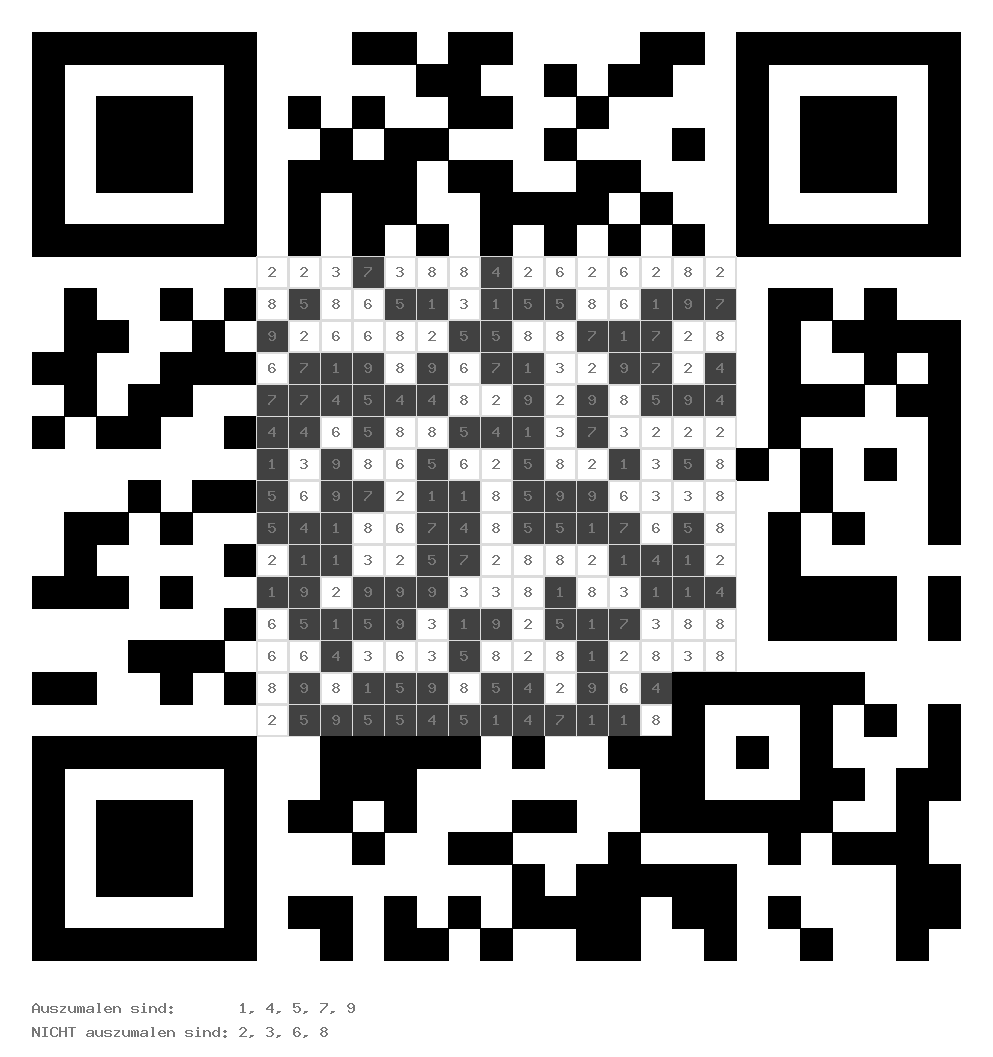 2 2 3 7 3 8 8 4 2 6 2 6 2 8 2
8 5 8 6 5 1 3 1 5 5 8 6 1 9 7
9 2 6 6 8 2 5 5 8 8 7 1 7 2 8
6 7 1 9 8 9 6 7 1 3 2 9 7 2 4
7 7 4 5 4 4 8 2 9 2 9 8 5 9 4
4 4 6 5 8 8 5 4 1 3 7 3 2 2 2
1 3 9 8 6 5 6 2 5 8 2 1 3 5 8
5 6 9 7 2 1 1 8 5 9 9 6 3 3 8
5 4 1 8 6 7 4 8 5 5 1 7 6 5 8
2 1 1 3 2 5 7 2 8 8 2 1 4 1 2
1 9 2 9 9 9 3 3 8 1 8 3 1 1 4
6 5 1 5 9 3 1 9 2 5 1 7 3 8 8
6 6 4 3 6 3 5 8 2 8 1 2 8 3 8
8 9 8 1 5 9 8 5 4 2 9 6 4
2 5 9 5 5 4 5 1 4 7 1 1 8
Auszumalen sind: 1, 4, 5, 7, 9
NICHT auszumalen sind: 2, 3, 6, 8